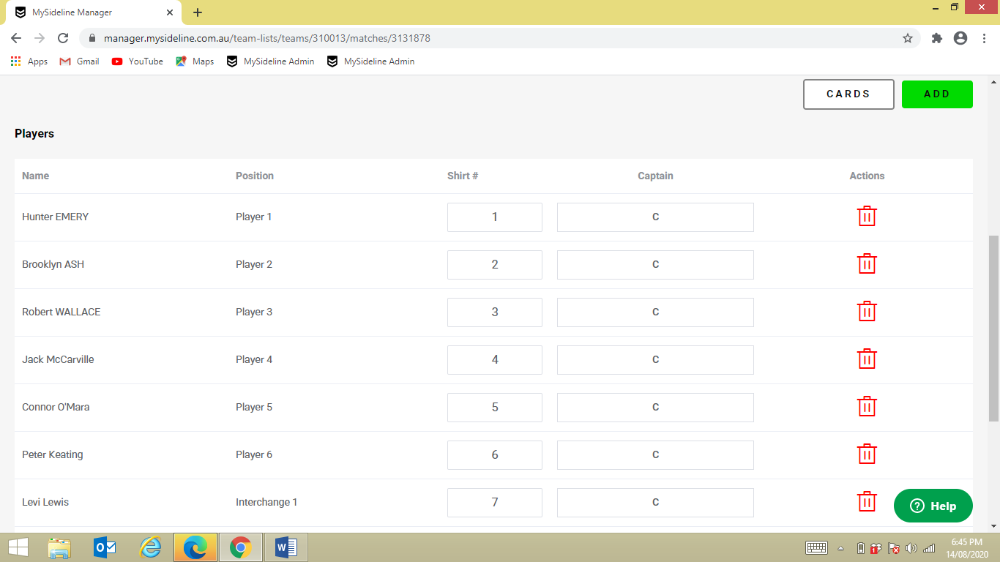 MySideline Manager
manager.mysideline.com.au/team-lists/teams/310013/matches/3131878
Apps Gmail YouTube Maps MySideline Admin MySideline Admin
CARDS ADD
Players
Name Position Shirt # Captain Actions
Hunter EMERY Player 1 1 C
Brooklyn ASH Player 2 2 C
Robert WALLACE Player 3 3 C
Jack McCarville Player 4 4 C
Connor O'Mara Player 5 5 C
Peter Keating Player 6 6 C
Levi Lewis Interchange 1 7 C
Help
6:45 PM
14/08/2020